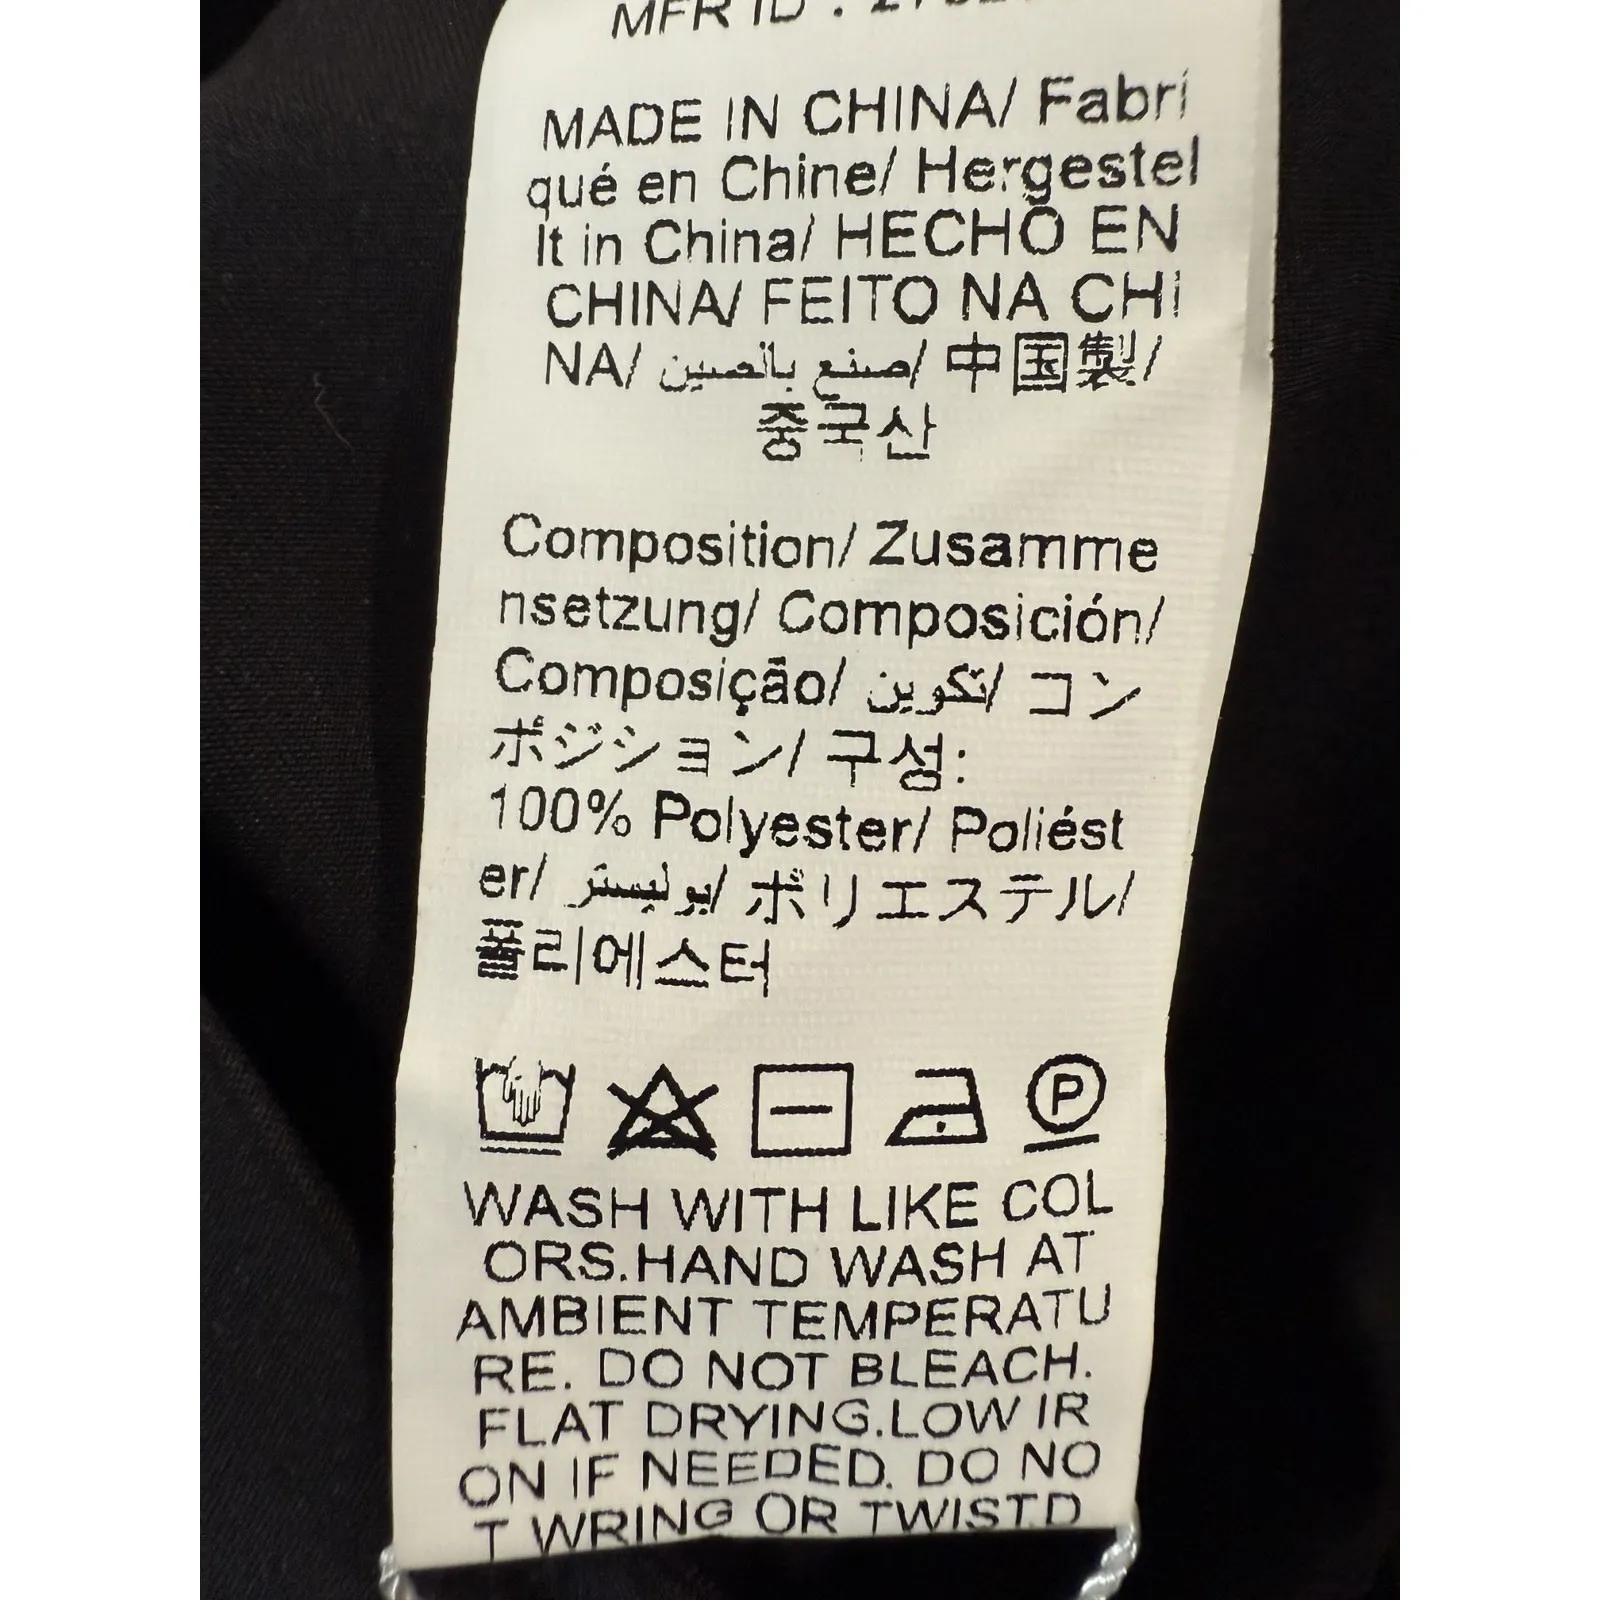 MFR ID :
MADE IN CHINA/ Fabri
qué en Chine/ Hergestel
lt in China/ HECHO EN
CHINA/ FEITO NA CHI
NA/ صنع بالصين/ 中国製/
중국산
Composition/ Zusamme
nsetzung/ Composición/
Composição/ تكوين/ コン
ポジション/ 구성:
100% Polyester/ Poliést
er/ بوليستر/ ポリエステル/
폴리에스터
P
WASH WITH LIKE COL
ORS.HAND WASH AT
AMBIENT TEMPERATU
RE. DO NOT BLEACH.
FLAT DRYING.LOW IR
ON IF NEEDED. DO NO
T WRING OR TWIST.D